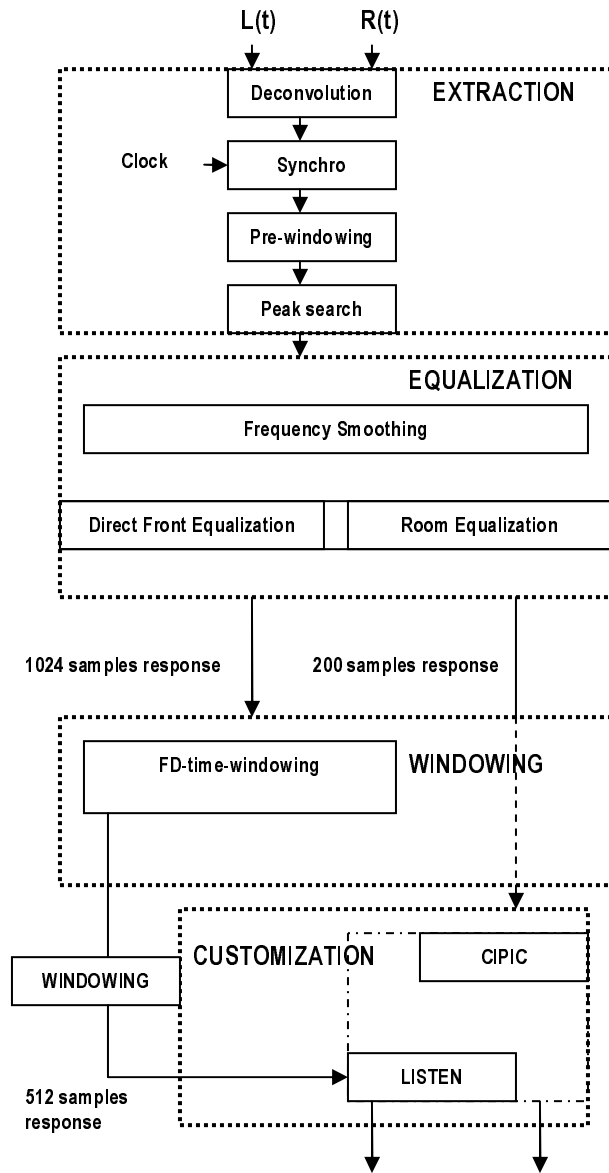 L(t) R(t)
Deconvolution
EXTRACTION
Clock
Synchro
Pre-windowing
Peak search
EQUALIZATION
Frequency Smoothing
Direct Front Equalization
Room Equalization
1024 samples response
200 samples response
FD-time-windowing
WINDOWING
CUSTOMIZATION
CIPIC
WINDOWING
LISTEN
512 samples
response